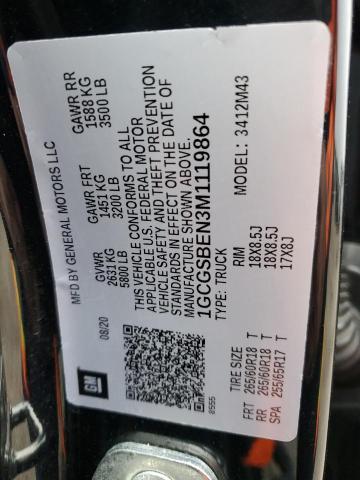 MFD BY GENERAL MOTORS LLC
08/20
GVWR
2631 KG
5800 LB
GAWR FRT
1451 KG
3200 LB
GAWR RR
1588 KG
3500 LB
THIS VEHICLE CONFORMS TO ALL
APPLICABLE U.S. FEDERAL MOTOR
VEHICLE SAFETY AND THEFT PREVENTION
STANDARDS IN EFFECT ON THE DATE OF
MANUFACTURE SHOWN ABOVE.
1GCGSBEN3M1119864
TYPE: TRUCK
MODEL: 3412M43
GM
8555
TIRE SIZE RIM
FRT 265/60R18 T 18X8.5J
RR 265/60R18 T 18X8.5J
SPA 255/65R17 T 17X8J